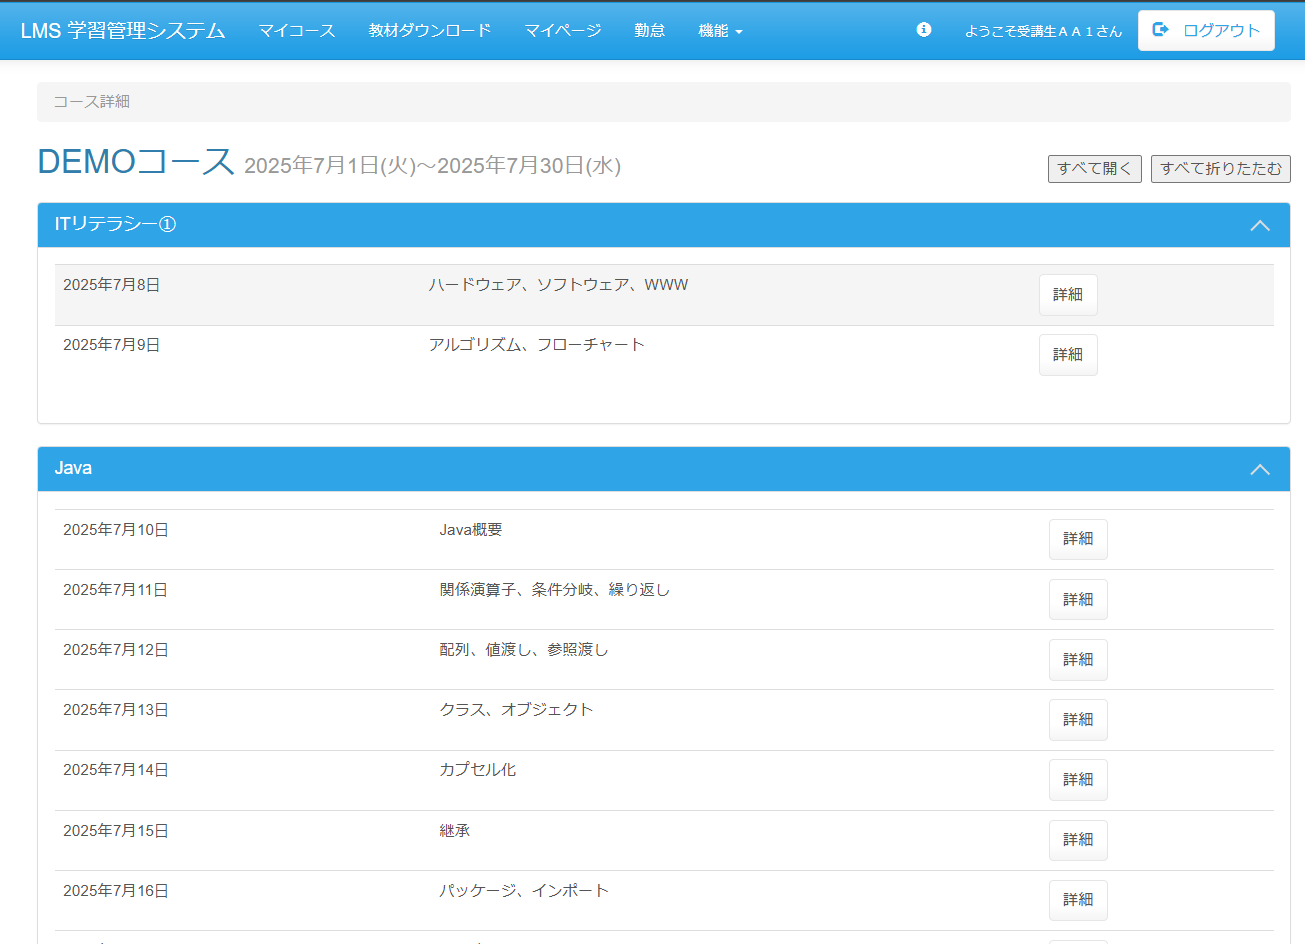 LMS 学習管理システム マイコース 教材ダウンロード マイページ 勤怠 機能 ようこそ受講生ＡＡ１さん ログアウト
コース詳細
DEMOコース 2025年7月1日(火)～2025年7月30日(水) すべて開く すべて折りたたむ
ITリテラシー①
2025年7月8日 ハードウェア、ソフトウェア、WWW 詳細
2025年7月9日 アルゴリズム、フローチャート 詳細
Java
2025年7月10日 Java概要 詳細
2025年7月11日 関係演算子、条件分岐、繰り返し 詳細
2025年7月12日 配列、値渡し、参照渡し 詳細
2025年7月13日 クラス、オブジェクト 詳細
2025年7月14日 カプセル化 詳細
2025年7月15日 継承 詳細
2025年7月16日 パッケージ、インポート 詳細